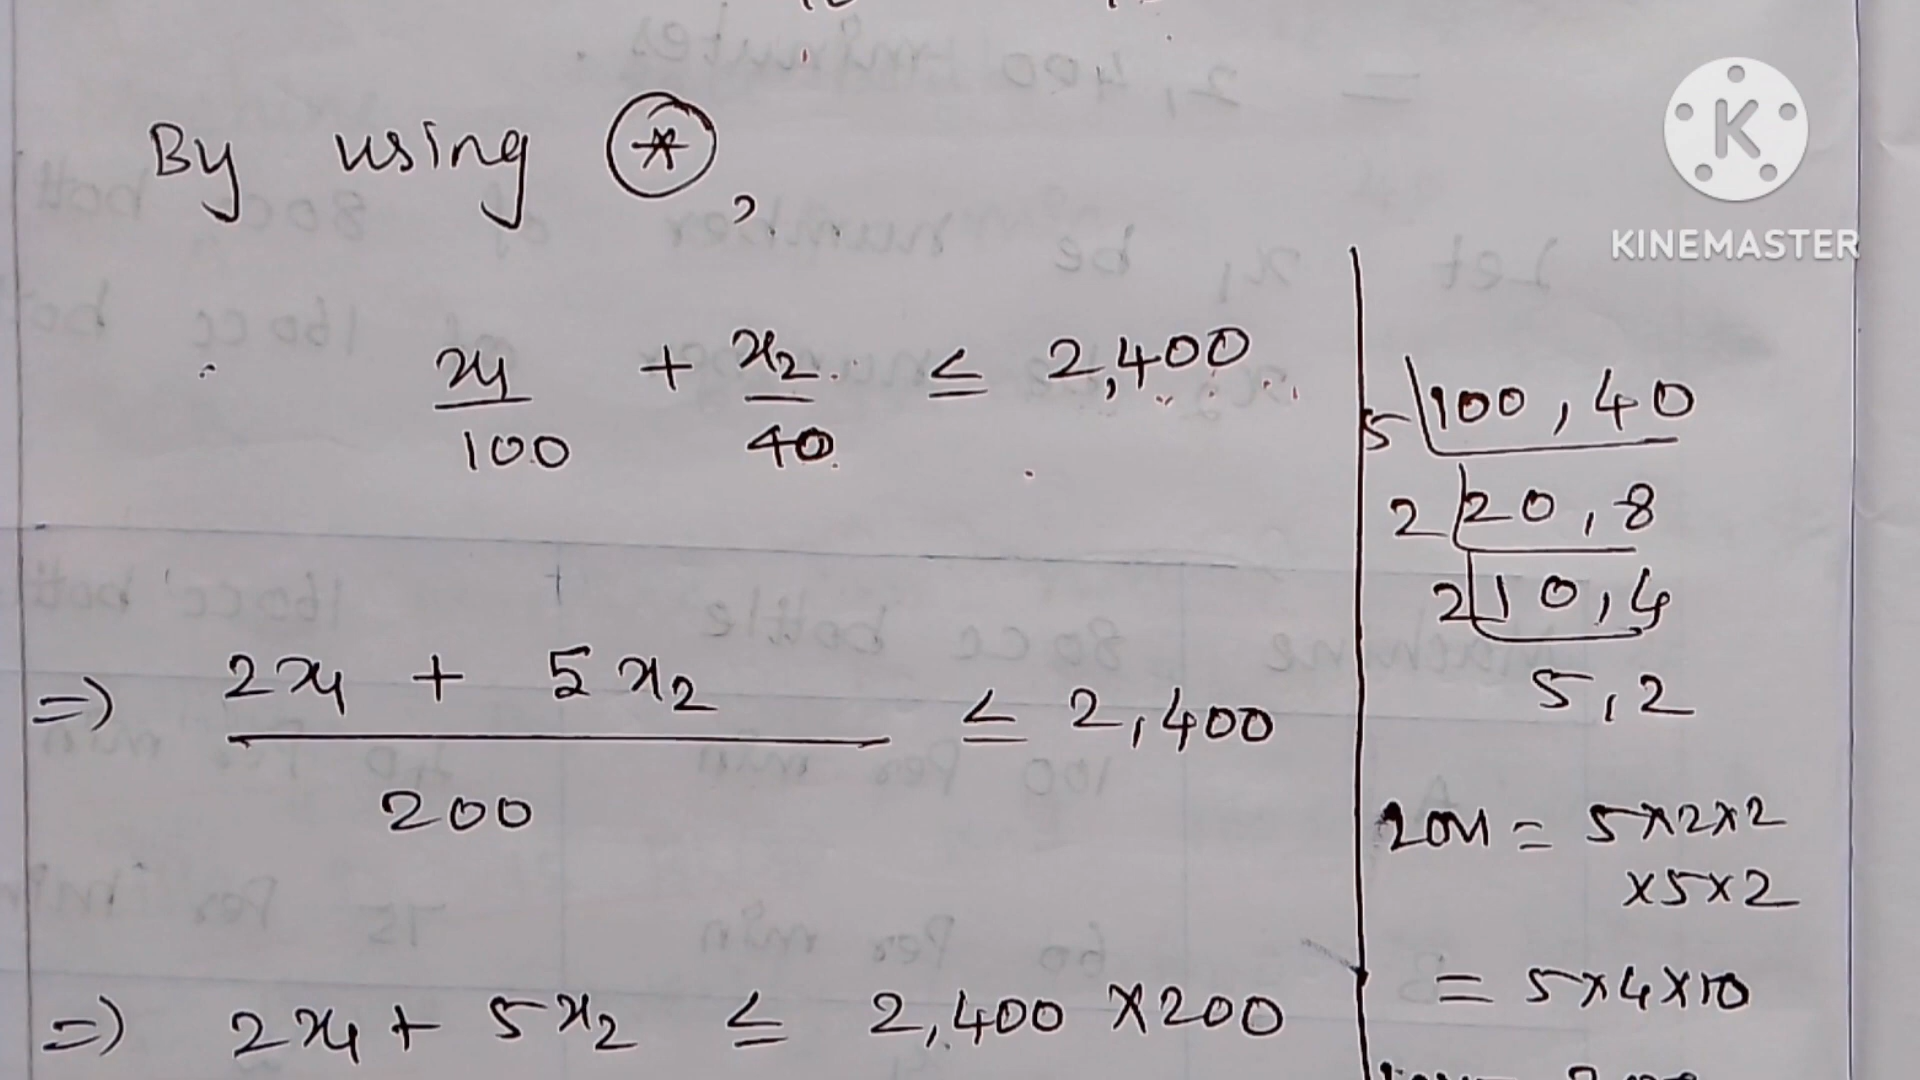 By using (*),
x₁/100 + x₂/40 ≤ 2,400
=) 2x₁ + 5x₂ / 200 ≤ 2,400
=) 2x₁ + 5x₂ ≤ 2,400 × 200
5 | 100, 40
2 | 20, 8
2 | 10, 4
5, 2
LCM = 5×2×2
×5×2
= 5×4×10
K
KINEMASTER